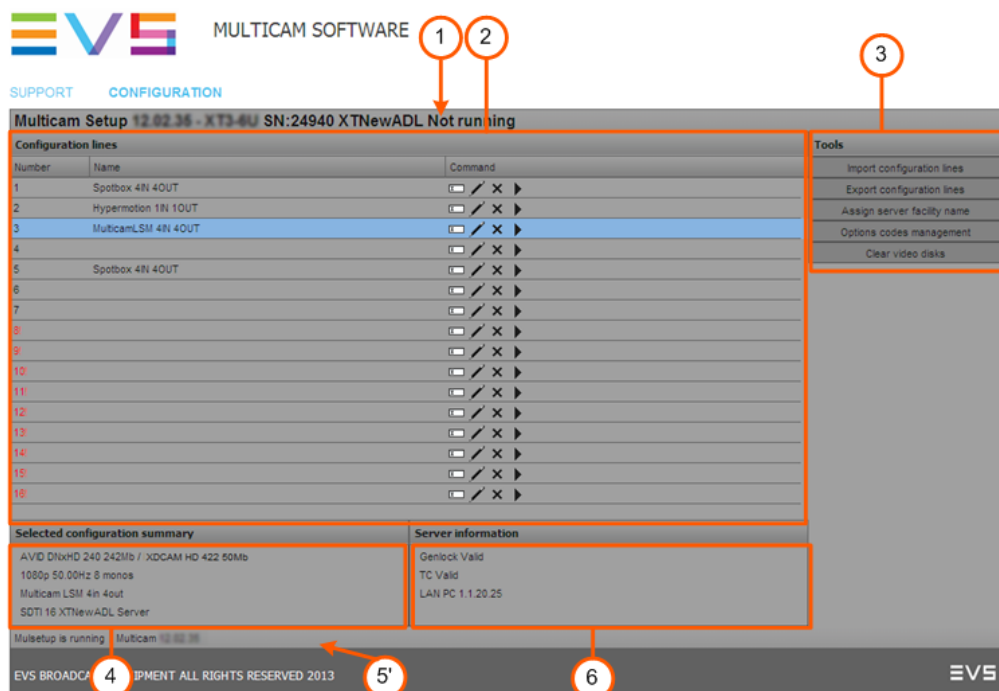 EVS
MULTICAM SOFTWARE
1
2
3
SUPPORT CONFIGURATION
Multicam Setup SN:24940 XTNewADL Not running
Configuration lines
Tools
Number Name Command
Import configuration lines
1 Spotbox 4IN 4OUT
Export configuration lines
2 Hypermotion 1IN 1OUT
Assign server facility name
3 MulticamLSM 4IN 4OUT
Options codes management
4
Clear video disks
5 Spotbox 4IN 4OUT
6
7
8!
9!
10!
11!
12!
13!
14!
15!
16!
Selected configuration summary
Server information
AVID DNxHD 240 242Mb / XDCAM HD 422 50Mb
Genlock Valid
1080p 50.00Hz 8 monos
TC Valid
Multicam LSM 4in 4out
LAN PC 1.1.20.25
SDTI 16 XTNewADL Server
Mulsetup is running Multicam
EVS ALL RIGHTS RESERVED 2013
4
5'
6
EVS